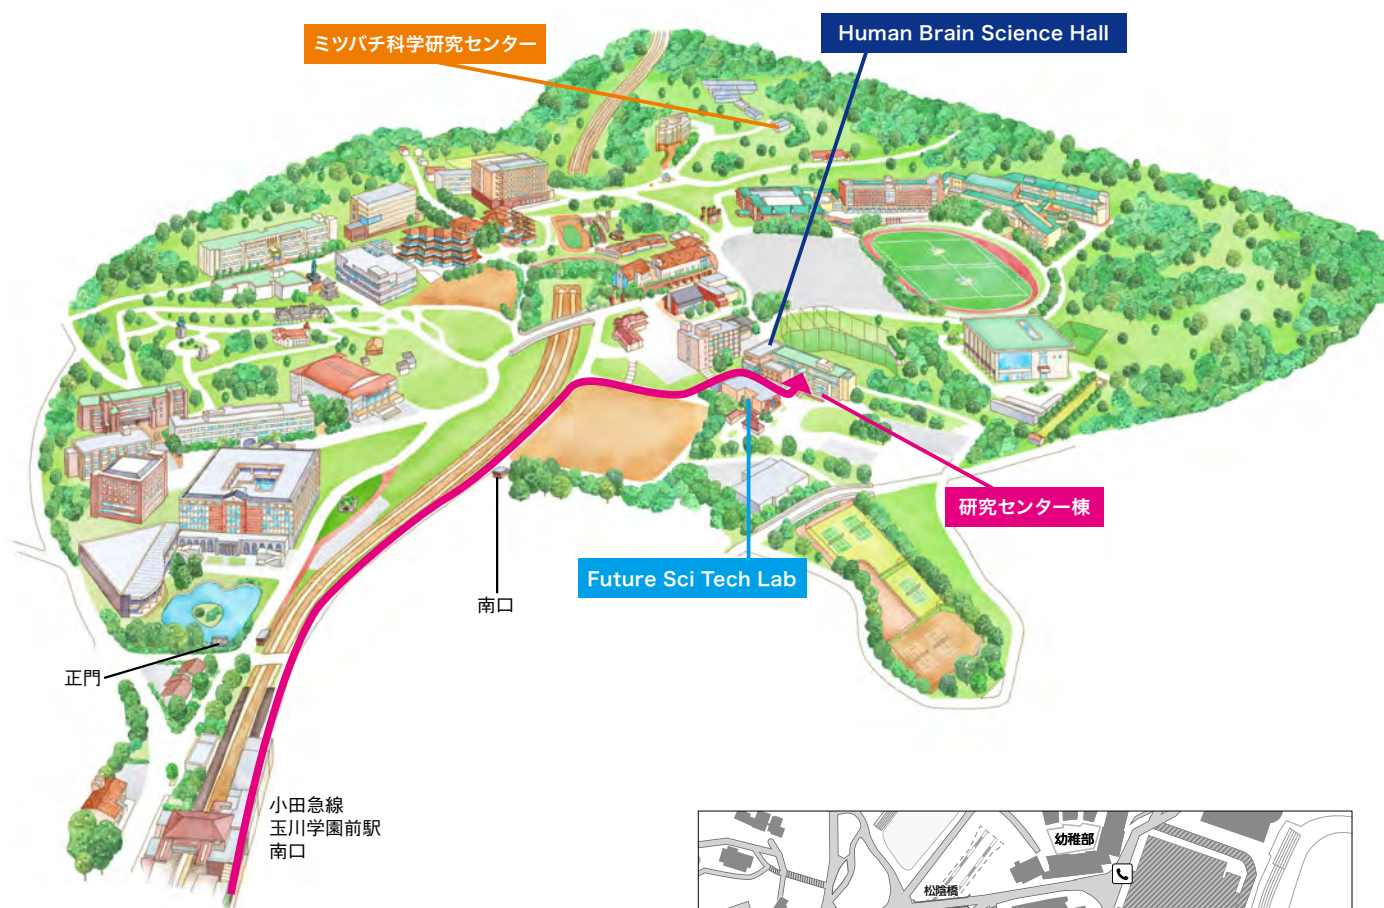 ミツバチ科学研究センター
Human Brain Science Hall
研究センター棟
Future Sci Tech Lab
南口
正門
小田急線
玉川学園前駅
南口
幼稚部
松陰橋